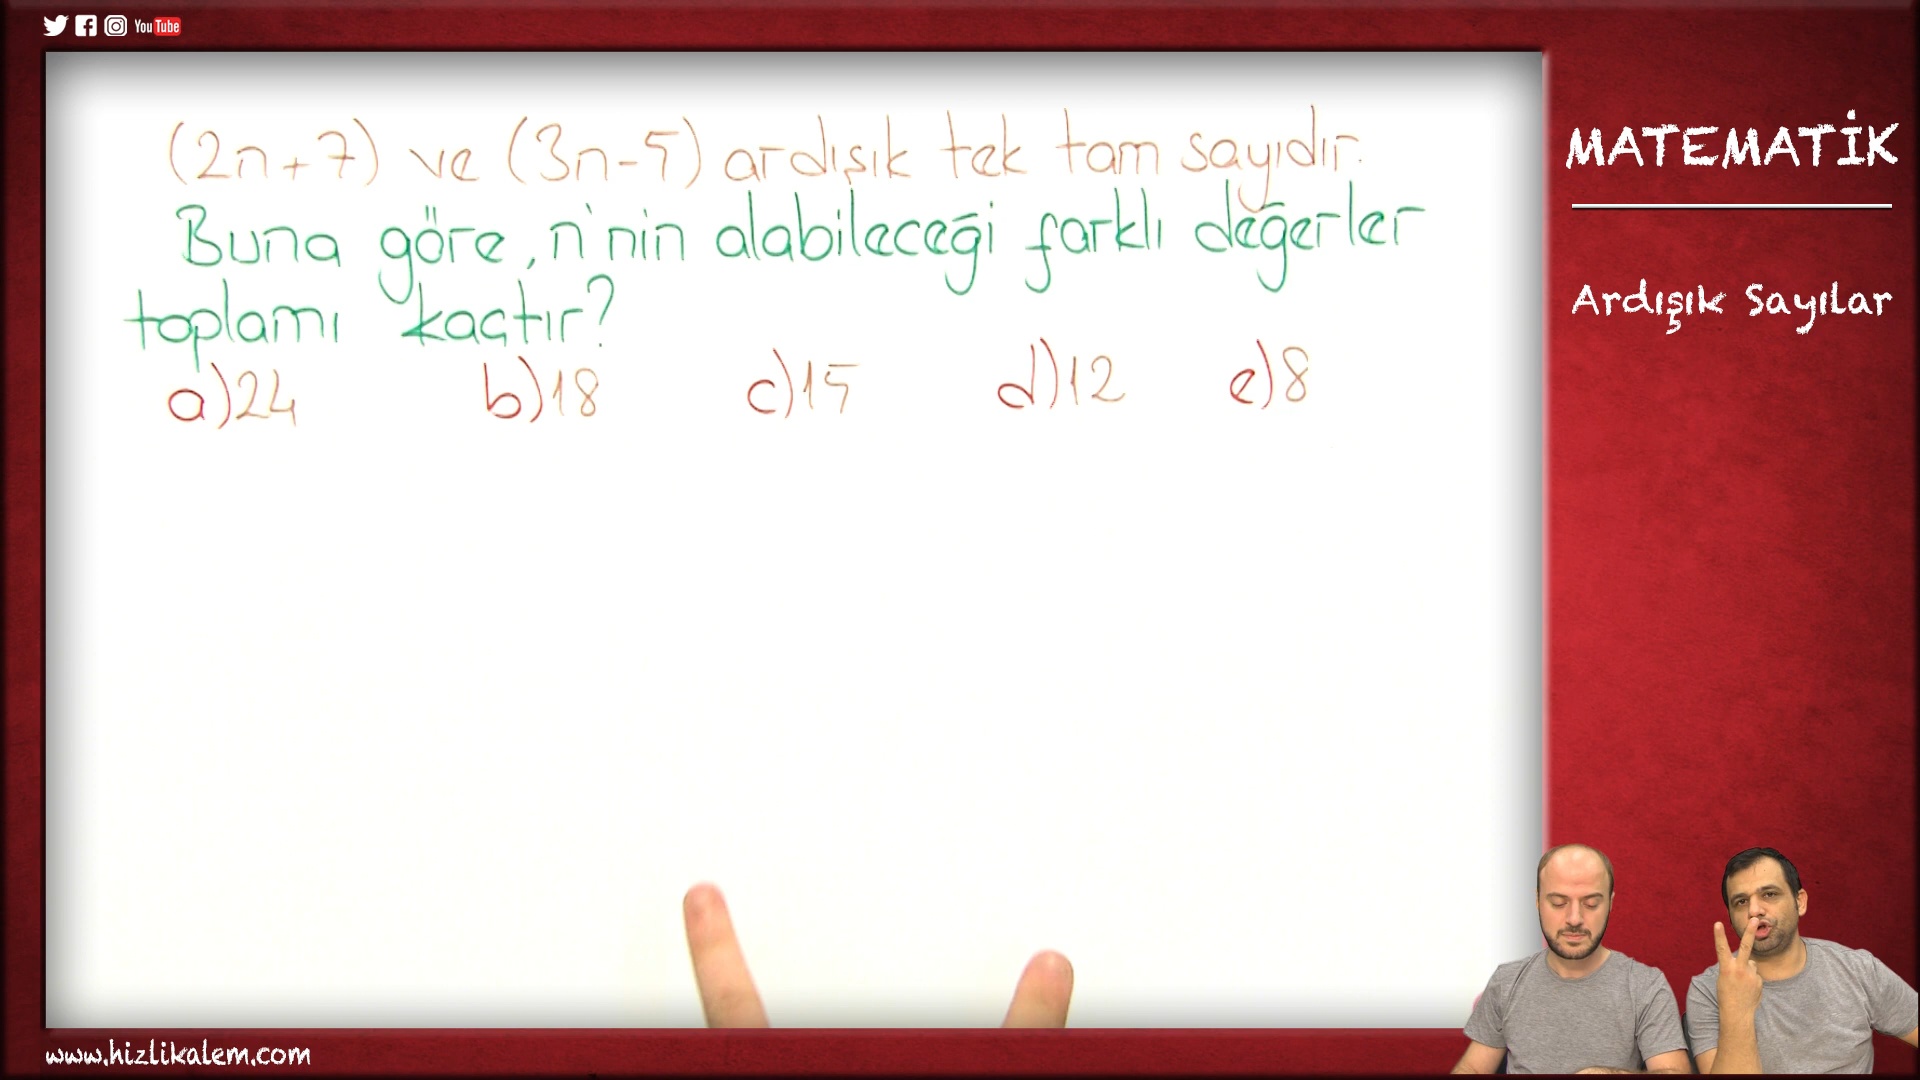 You Tube
(2n+7) ve (3n-5) ardışık tek tam sayıdır.
Buna göre, n'nin alabileceği farklı değerler
toplamı kaçtır?
a)24 b)18 c)15 d)12 e)8
MATEMATİK
Ardışık Sayılar
www.hizlikalem.com